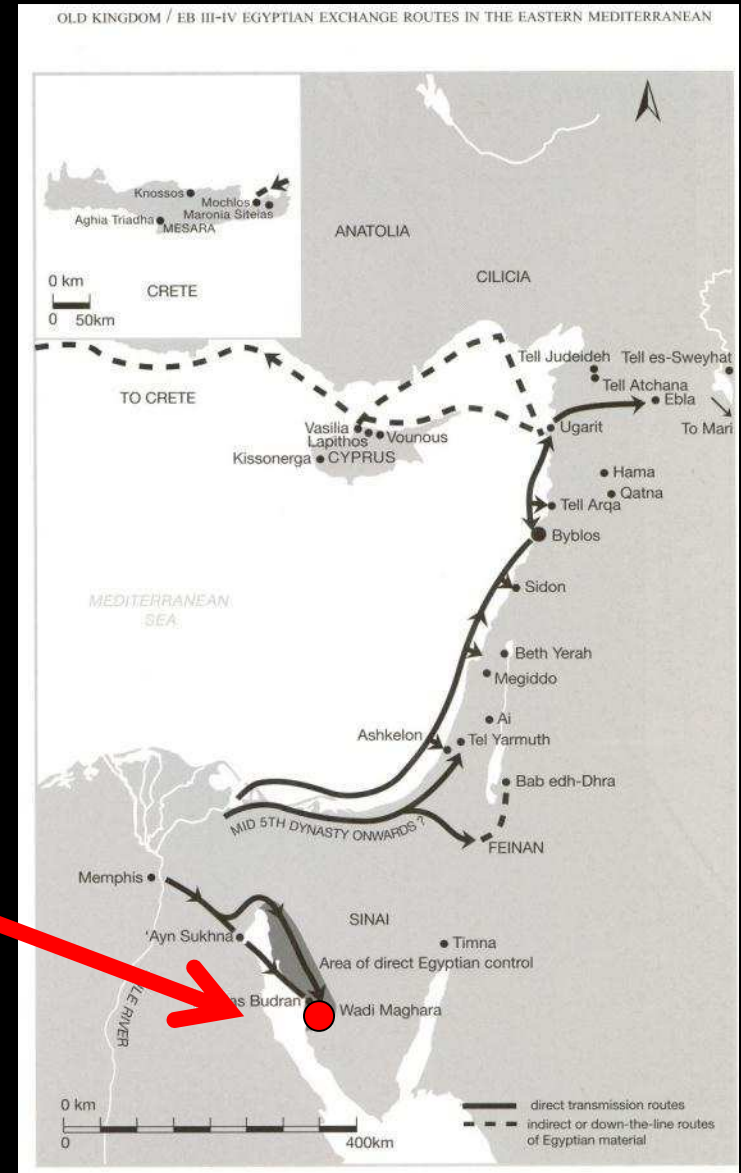 OLD KINGDOM / EB III-IV EGYPTIAN EXCHANGE ROUTES IN THE EASTERN MEDITERRANEAN
Knossos
Mochlos
Maronia Siteias
Aghia Triadha
MESARA
ANATOLIA
CILICIA
0 km
CRETE
0 50km
TO CRETE
Tell Judeideh
Tell es-Sweyhat
Tell Atchana
Ebla
To Mari
Vasilia
Lapithos
Vounous
Ugarit
Kissonerga
CYPRUS
Hama
Qatna
Tell Arqa
Byblos
Sidon
MEDITERRANEAN
SEA
Beth Yerah
Megiddo
Ai
Ashkelon
Tel Yarmuth
Bab edh-Dhra
MID 5TH DYNASTY ONWARDS ?
FEINAN
Memphis
SINAI
'Ayn Sukhna
Timna
Area of direct Egyptian control
as Budran
Wadi Maghara
LE RIVER
0 km
0 400km
direct transmission routes
indirect or down-the-line routes
of Egyptian material